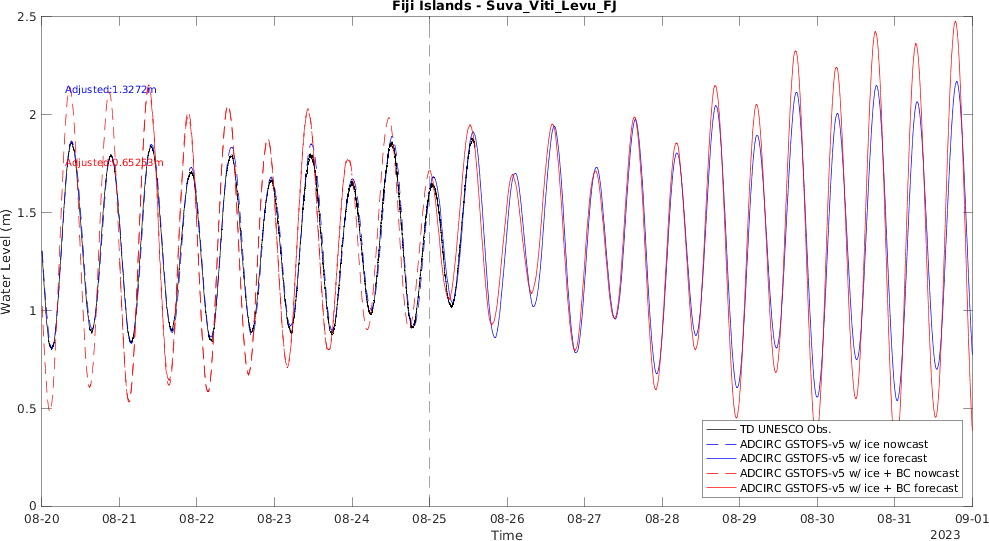 Fiji Islands - Suva_Viti_Levu_FJ
2.5
2
1.5
1
0.5
0
Water Level (m)
Adjusted:1.3272m
Adjusted:0.65253m
TD UNESCO Obs.
ADCIRC GSTOFS-v5 w/ ice nowcast
ADCIRC GSTOFS-v5 w/ ice forecast
ADCIRC GSTOFS-v5 w/ ice + BC nowcast
ADCIRC GSTOFS-v5 w/ ice + BC forecast
08-20 08-21 08-22 08-23 08-24 08-25 08-26 08-27 08-28 08-29 08-30 08-31 09-01
Time
2023